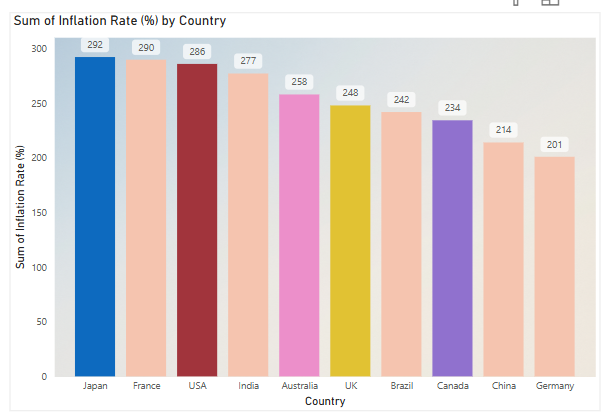 Sum of Inflation Rate (%) by Country
Sum of Inflation Rate (%)
300
250
200
150
100
50
0
292
290
286
277
258
248
242
234
214
201
Japan
France
USA
India
Australia
UK
Brazil
Canada
China
Germany
Country